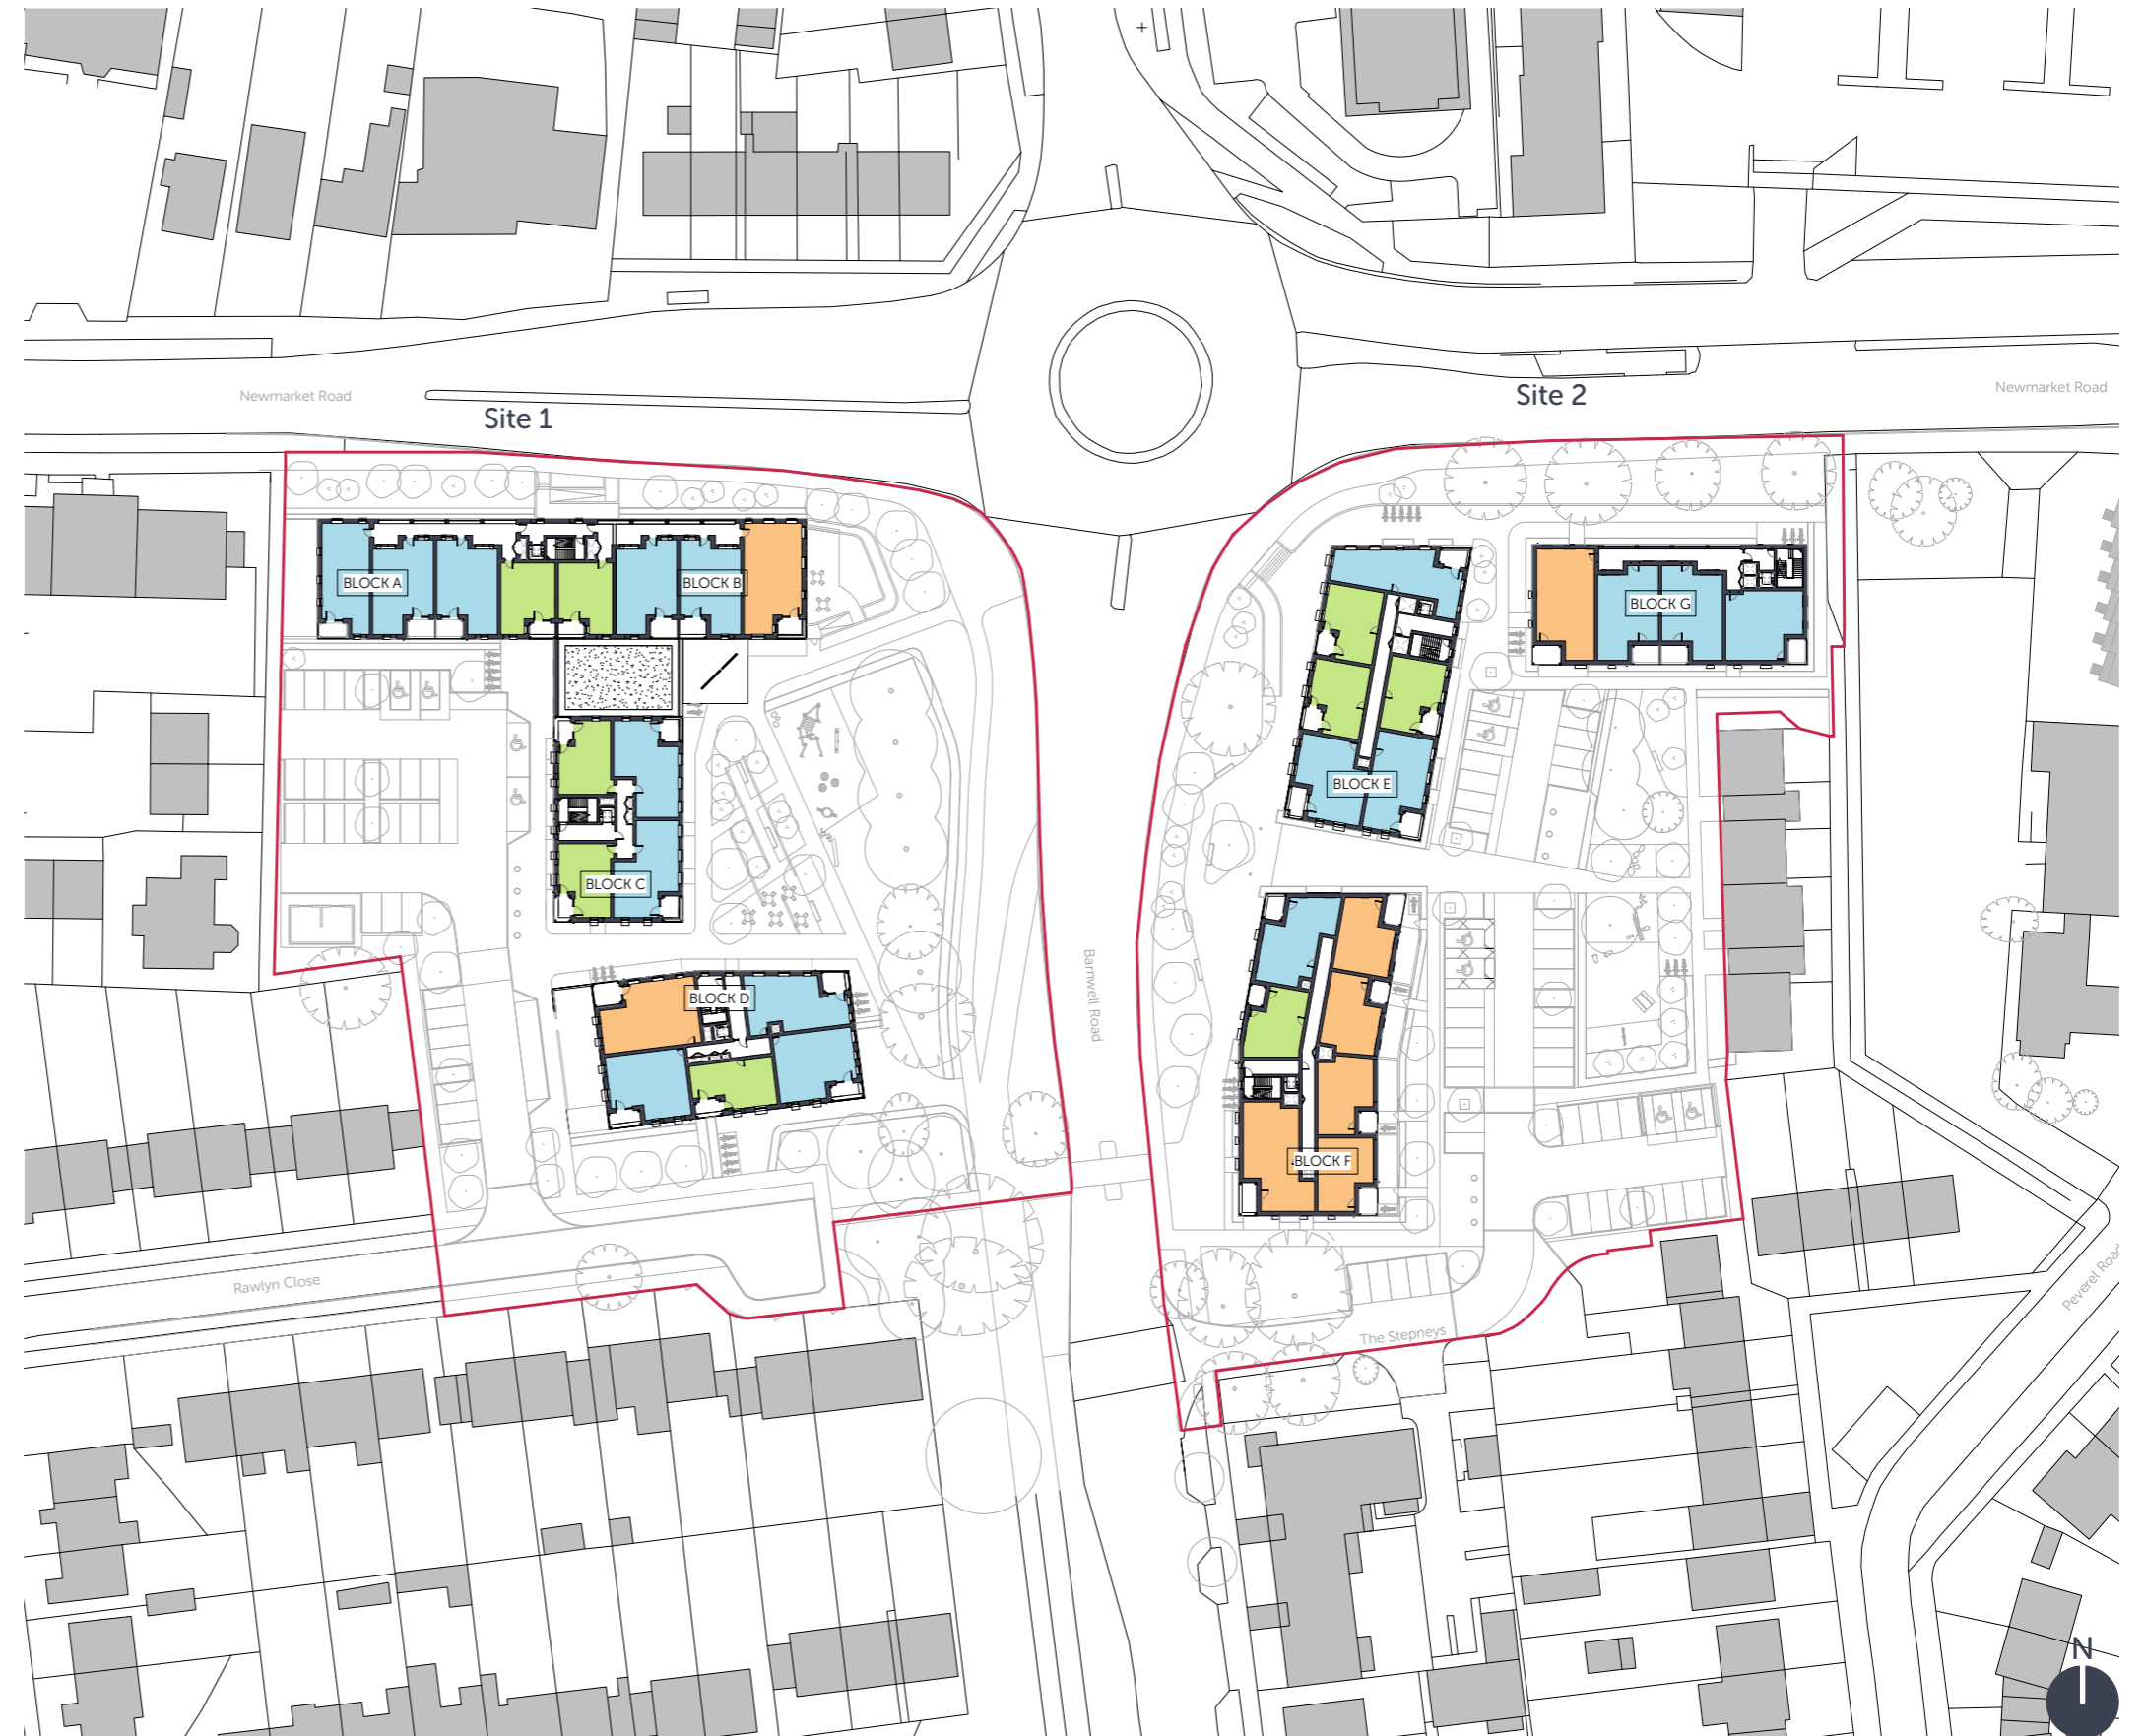 Newmarket Road
Site 1
Site 2
Newmarket Road
BLOCK A
BLOCK B
BLOCK G
BLOCK E
BLOCK C
BLOCK D
Barnwell Road
BLOCK F
Rawlyn Close
The Stepneys
Peverel Road
N